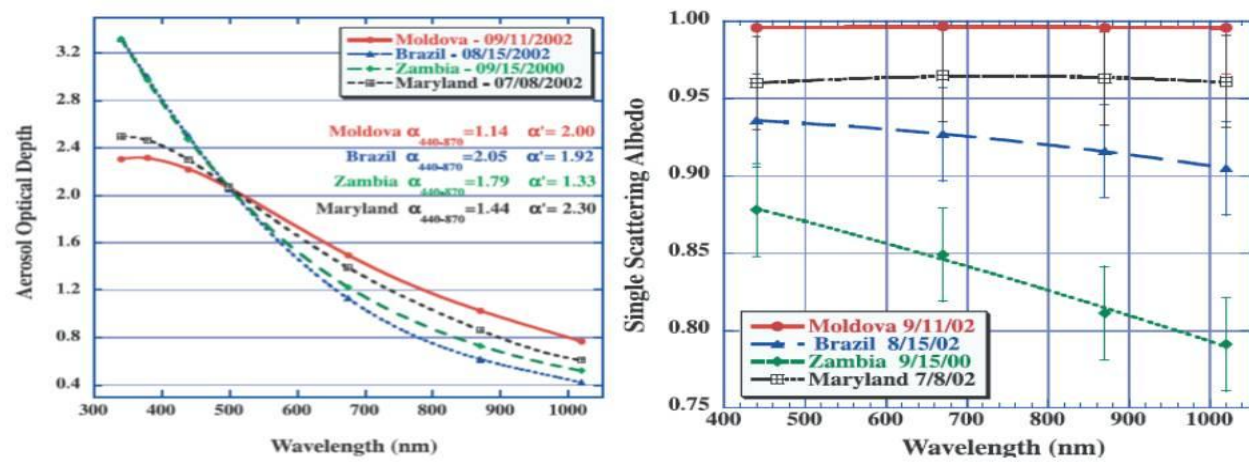 3.2
2.8
2.4
2.0
1.6
1.2
0.8
0.4
Aerosol Optical Depth
Moldova - 09/11/2002
Brazil - 08/15/2002
Zambia - 09/15/2000
Maryland - 07/08/2002
Moldova α440-870=1.14 α'= 2.00
Brazil α440-870=2.05 α'= 1.92
Zambia α440-870=1.79 α'= 1.33
Maryland α440-870=1.44 α'= 2.30
300 400 500 600 700 800 900 1000
Wavelength (nm)
1.00
0.95
0.90
0.85
0.80
0.75
Single Scattering Albedo
Moldova 9/11/02
Brazil 8/15/02
Zambia 9/15/00
Maryland 7/8/02
400 500 600 700 800 900 1000
Wavelength (nm)